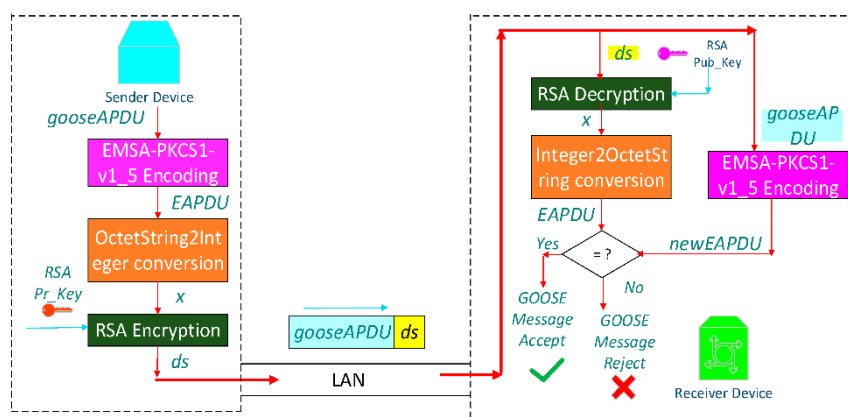 Sender Device
gooseAPDU
EMSA-PKCS1-
v1_5 Encoding
EAPDU
OctetString2Int
eger conversion
RSA
Pr_Key
x
RSA Encryption
ds
gooseAPDU ds
LAN
ds
RSA
Pub_Key
RSA Decryption
x
gooseAP
DU
Integer2OctetSt
ring conversion
EMSA-PKCS1-
v1_5 Encoding
EAPDU
Yes
= ?
newEAPDU
No
GOOSE
Message
Accept
GOOSE
Message
Reject
Receiver Device